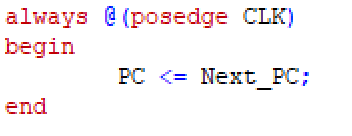 always @(posedge CLK)
begin
PC <= Next_PC;
end